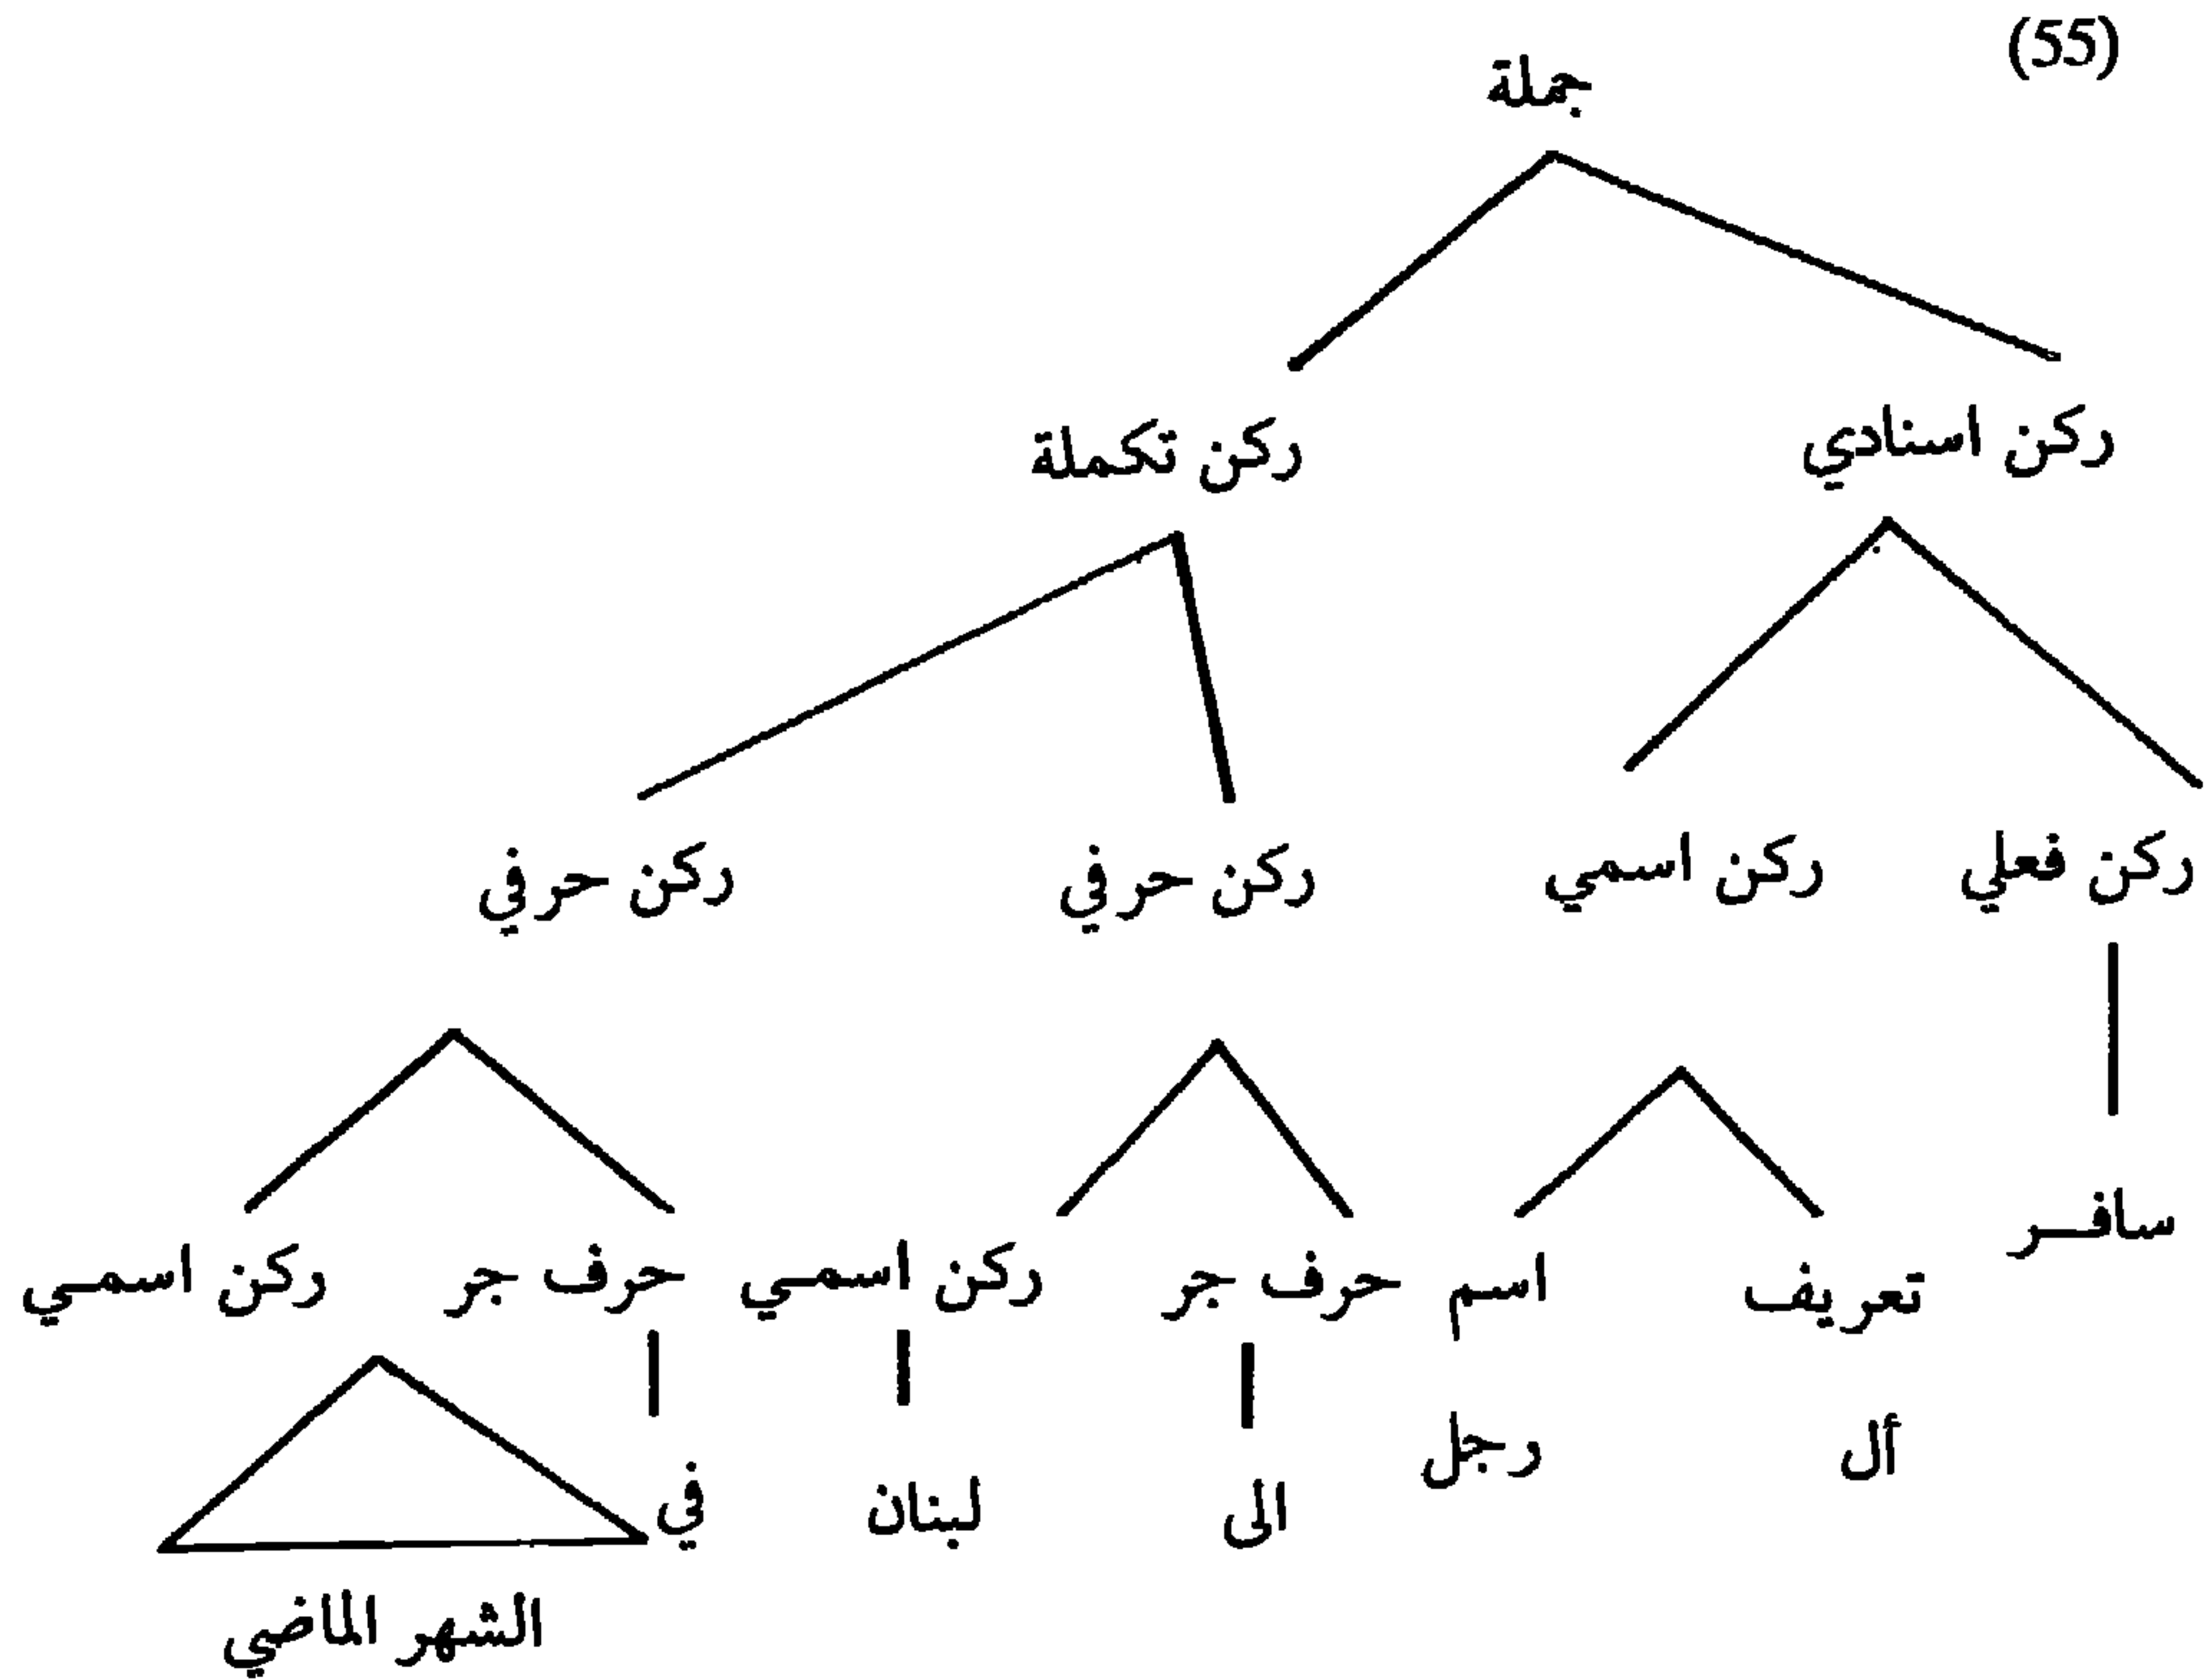 (55)
جملة
ركن اسنادي ركن تكملة
ركن فعلي ركن اسمي ركن حرفي ركن حرفي
سافـــر
تعريف اسم حرف جر ركن اسمي حرف جر ركن اسمي
أل رجل الى لبنان في
الشهر الماضي